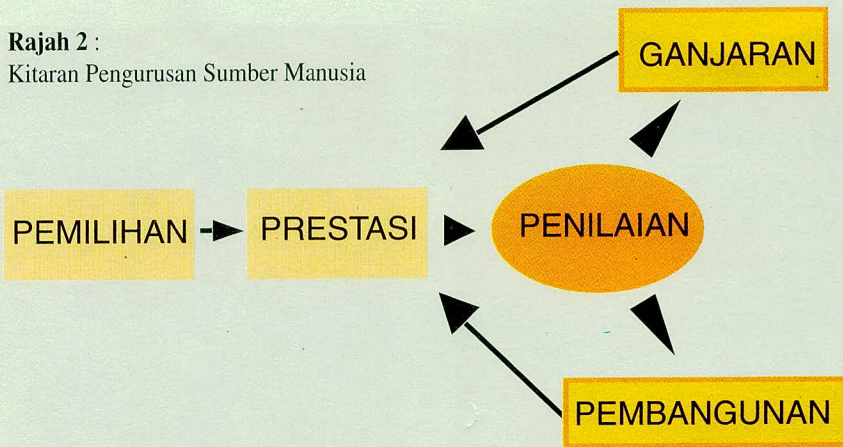 Rajah 2 :
Kitaran Pengurusan Sumber Manusia
GANJARAN
PEMILIHAN
PRESTASI
PENILAIAN
PEMBANGUNAN